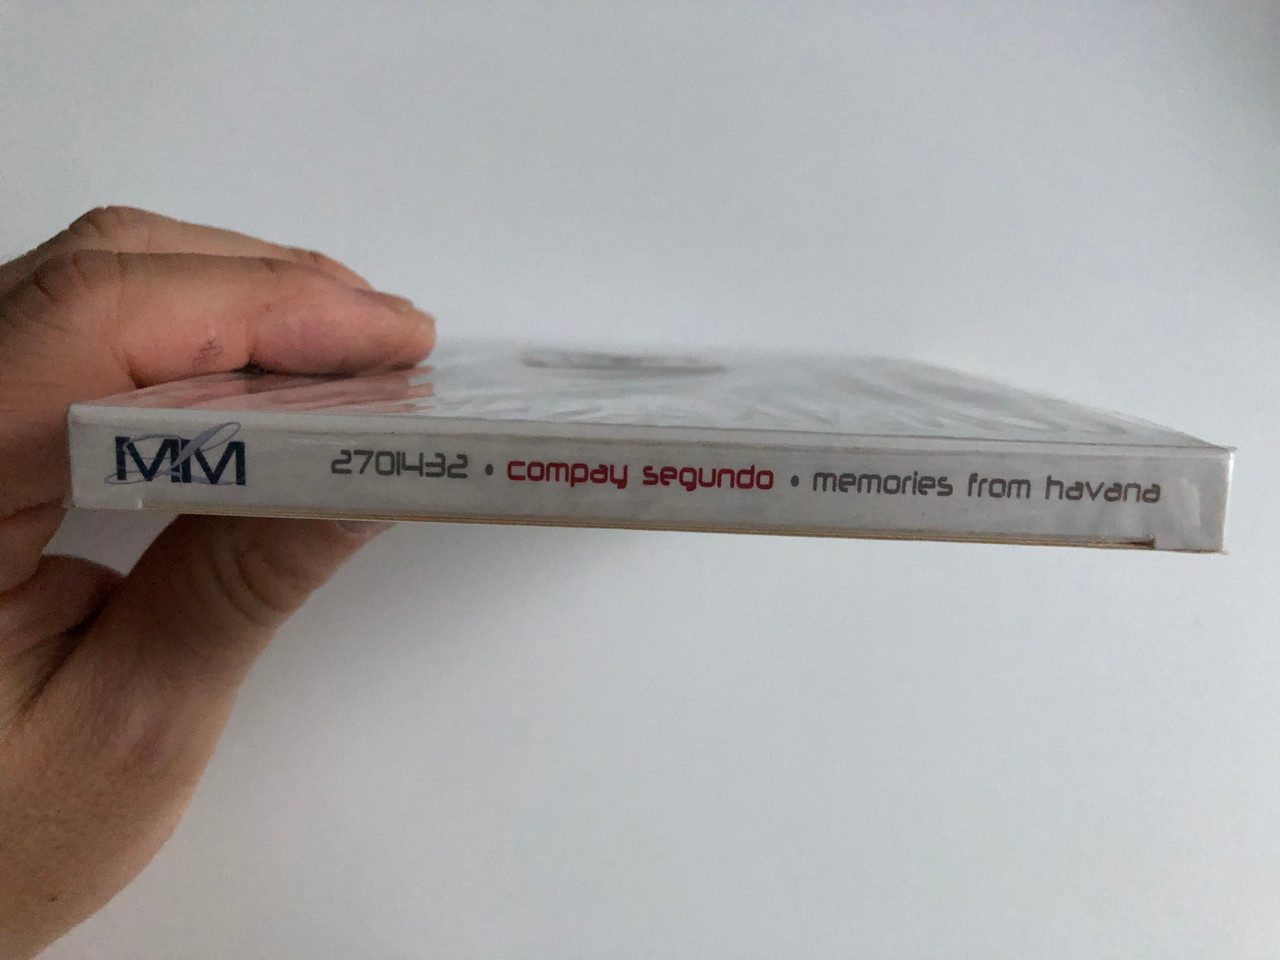 MM 2701432 • compay segundo • memories from havana